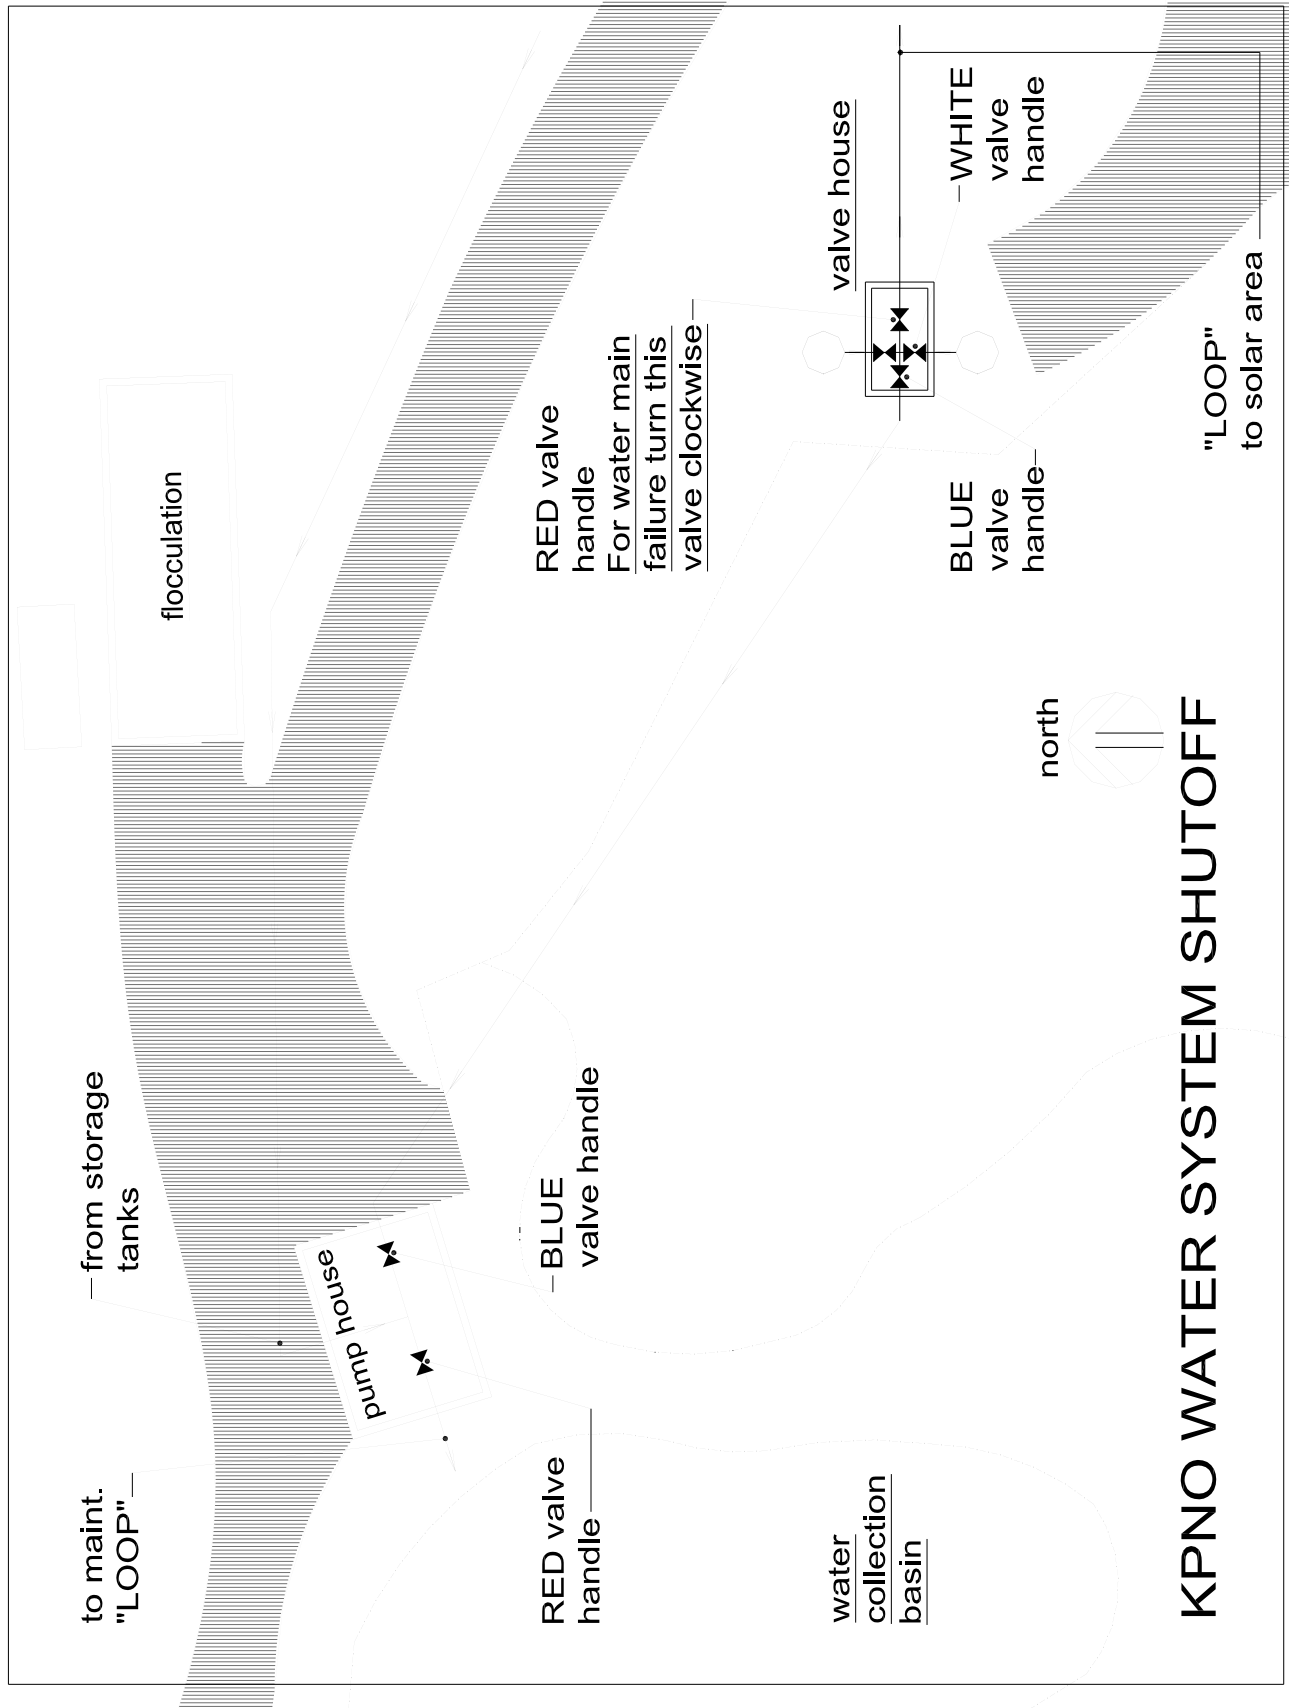 to maint.
"LOOP"
from storage
tanks
flocculation
pump house
RED valve
handle
BLUE
valve handle
RED valve
handle
For water main
failure turn this
valve clockwise
valve house
water
collection
basin
BLUE
valve
handle
WHITE
valve
handle
north
"LOOP"
to solar area
KPNO WATER SYSTEM SHUTOFF